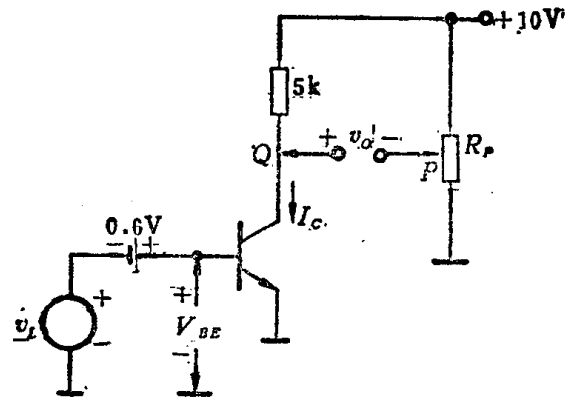 +10V
5k
Q
+ vo' −
P
RP
IC
0.6V
− +
+
vI
−
+
VBE
−